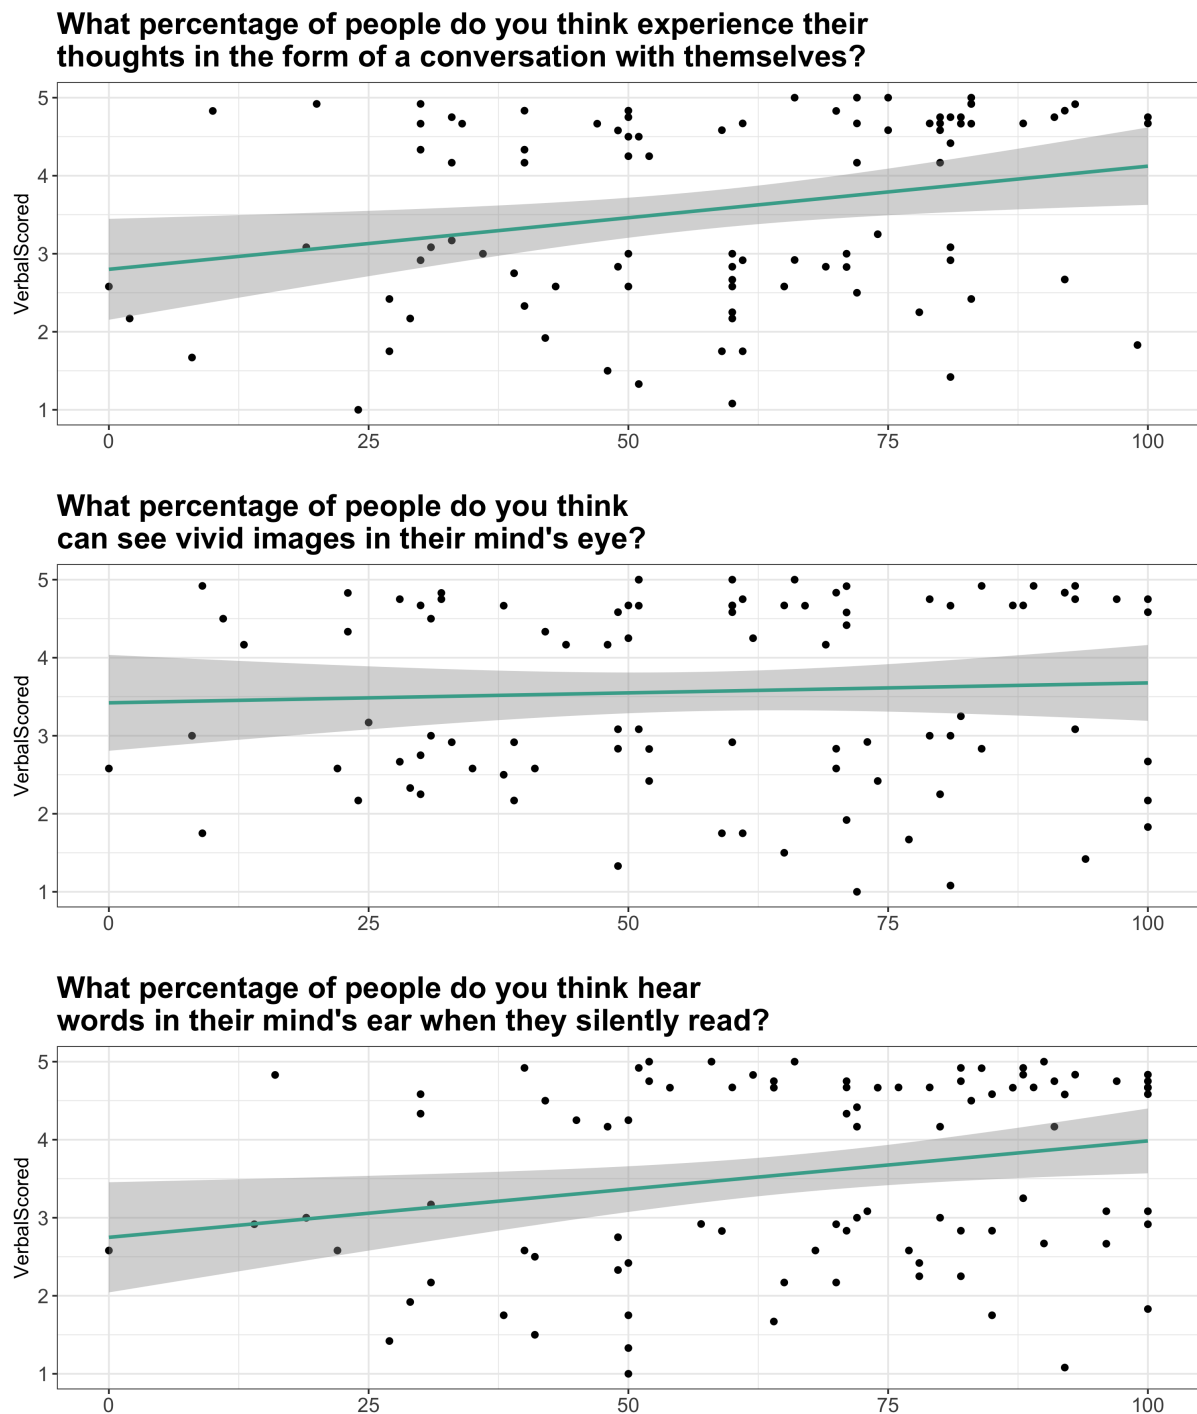 What percentage of people do you think experience their
thoughts in the form of a conversation with themselves?
VerbalScored
5
4
3
2
1
0 25 50 75 100
What percentage of people do you think
can see vivid images in their mind's eye?
VerbalScored
5
4
3
2
1
0 25 50 75 100
What percentage of people do you think hear
words in their mind's ear when they silently read?
VerbalScored
5
4
3
2
1
0 25 50 75 100